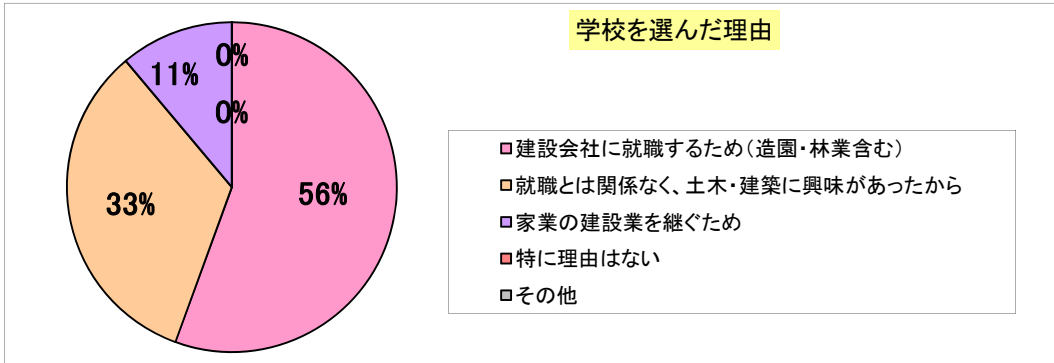 学校を選んだ理由
0%
11%
0%
33%
56%
建設会社に就職するため(造園・林業含む)
就職とは関係なく、土木・建築に興味があったから
家業の建設業を継ぐため
特に理由はない
その他